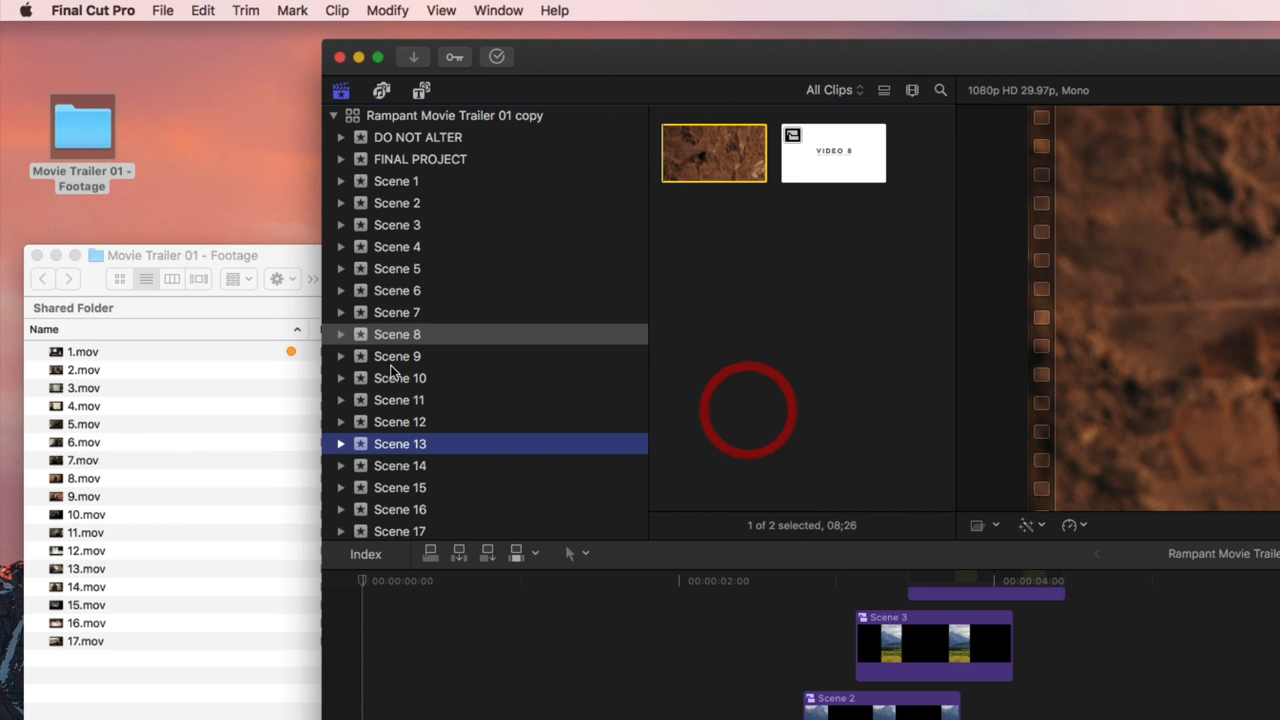 Final Cut Pro File Edit Trim Mark Clip Modify View Window Help
Movie Trailer 01 -
Footage
All Clips
1080p HD 29.97p, Mono
Rampant Movie Trailer 01 copy
DO NOT ALTER
FINAL PROJECT
Scene 1
Scene 2
Scene 3
Scene 4
Scene 5
Scene 6
Scene 7
Scene 8
Scene 9
Scene 10
Scene 11
Scene 12
Scene 13
Scene 14
Scene 15
Scene 16
Scene 17
VIDEO 8
1 of 2 selected, 08;26
Movie Trailer 01 - Footage
Shared Folder
Name
1.mov
2.mov
3.mov
4.mov
5.mov
6.mov
7.mov
8.mov
9.mov
10.mov
11.mov
12.mov
13.mov
14.mov
15.mov
16.mov
17.mov
Index
Rampant Movie Traile
00:00:00:00
00:00:02:00
00:00:04:00
Scene 3
Scene 2